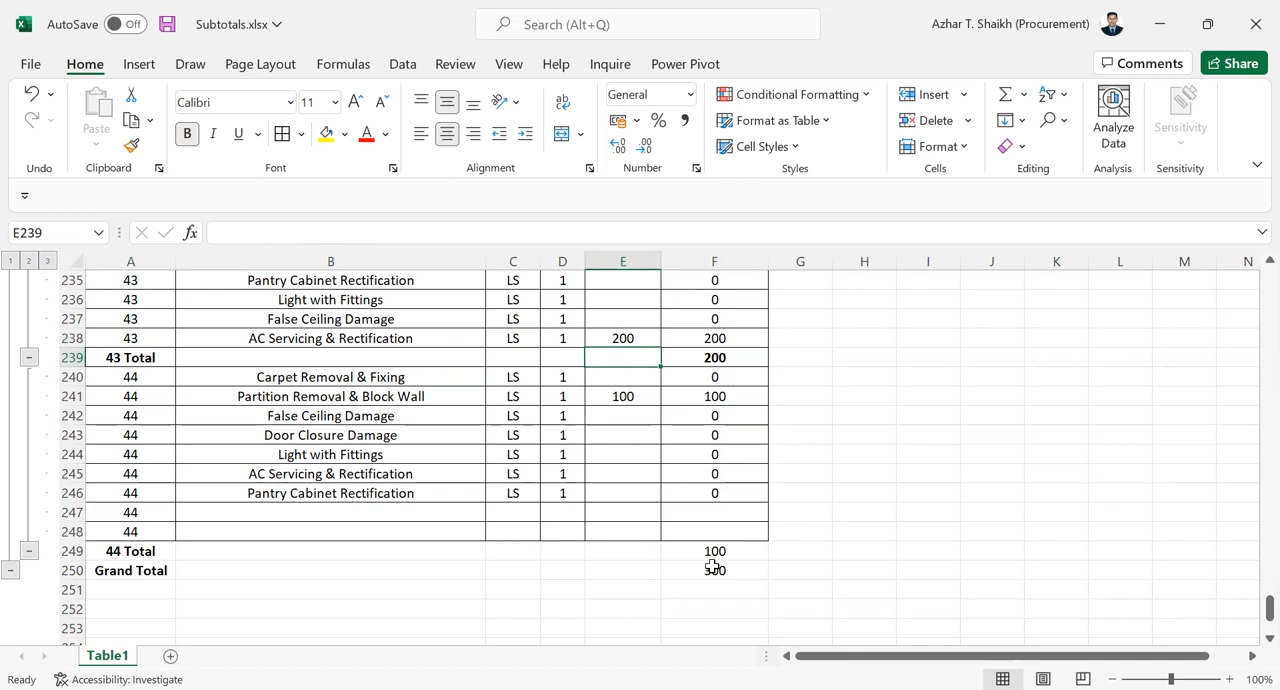 AutoSave Off Subtotals.xlsx Search (Alt+Q) Azhar T. Shaikh (Procurement)
File Home Insert Draw Page Layout Formulas Data Review View Help Inquire Power Pivot Comments Share
Paste Calibri 11 B I U General Conditional Formatting Format as Table Cell Styles Insert Delete Format Analyze Data Sensitivity
Undo Clipboard Font Alignment Number Styles Cells Editing Analysis Sensitivity
E239 fx
1 2 3 A B C D E F G H I J K L M N
235 43 Pantry Cabinet Rectification LS 1 0
236 43 Light with Fittings LS 1 0
237 43 False Ceiling Damage LS 1 0
238 43 AC Servicing & Rectification LS 1 200 200
239 43 Total 200
240 44 Carpet Removal & Fixing LS 1 0
241 44 Partition Removal & Block Wall LS 1 100 100
242 44 False Ceiling Damage LS 1 0
243 44 Door Closure Damage LS 1 0
244 44 Light with Fittings LS 1 0
245 44 AC Servicing & Rectification LS 1 0
246 44 Pantry Cabinet Rectification LS 1 0
247 44
248 44
249 44 Total 100
250 Grand Total
251
252
253
Table1
Ready Accessibility: Investigate 100%